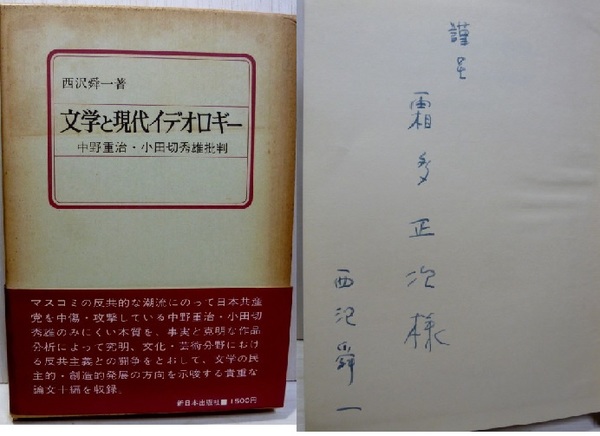 西沢舜一著
文学と現代イデオロギー
中野重治・小田切秀雄批判
マスコミの反共的な潮流にのって日本共産
党を中傷・攻撃している中野重治・小田切
秀雄のみにくい本質を、事実と克明な作品
分析によって究明、文化・芸術分野におけ
る反共主義との闘争をとおして、文学の民
主的・創造的発展の方向を示唆する貴重な
論文十編を収録。
新日本出版社■1500円
謹呈
霜多正次様
西沢舜一